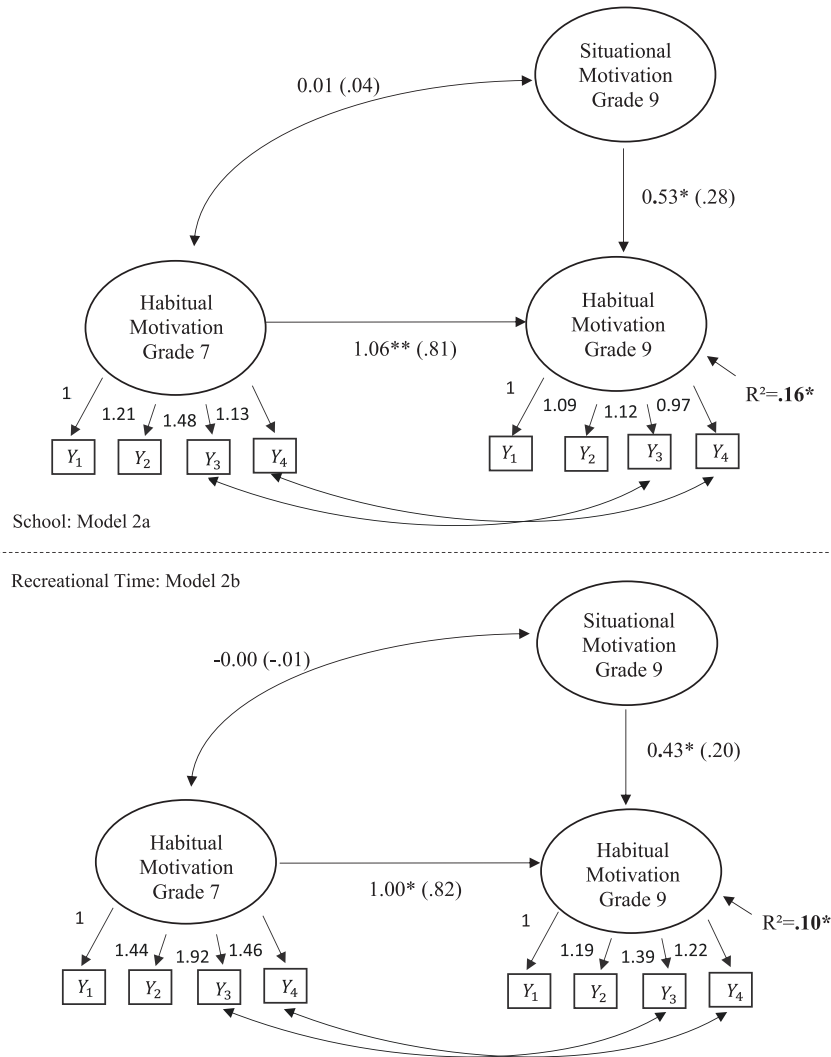 Situational
Motivation
Grade 9
0.01 (.04)
0.53* (.28)
Habitual
Motivation
Grade 7
1.06** (.81)
Habitual
Motivation
Grade 9
R²=.16*
1
1.21
1.48
1.13
1
1.09
1.12
0.97
Y₁
Y₂
Y₃
Y₄
Y₁
Y₂
Y₃
Y₄
School: Model 2a
Recreational Time: Model 2b
Situational
Motivation
Grade 9
-0.00 (-.01)
0.43* (.20)
Habitual
Motivation
Grade 7
1.00* (.82)
Habitual
Motivation
Grade 9
R²=.10*
1
1.44
1.92
1.46
1
1.19
1.39
1.22
Y₁
Y₂
Y₃
Y₄
Y₁
Y₂
Y₃
Y₄